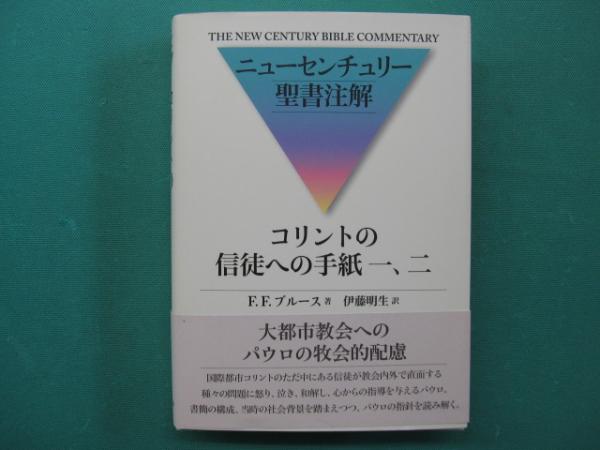 THE NEW CENTURY BIBLE COMMENTARY
ニューセンチュリー
聖書注解
コリントの
信徒への手紙 一、二
F. F. ブルース 著　伊藤明生 訳
大都市教会への
パウロの牧会的配慮
国際都市コリントのただ中にある信徒が教会内外で直面する
種々の問題に怒り、泣き、和解し、心からの指導を与えるパウロ。
書簡の構成、当時の社会背景を踏まえつつ、パウロの指針を読み解く。